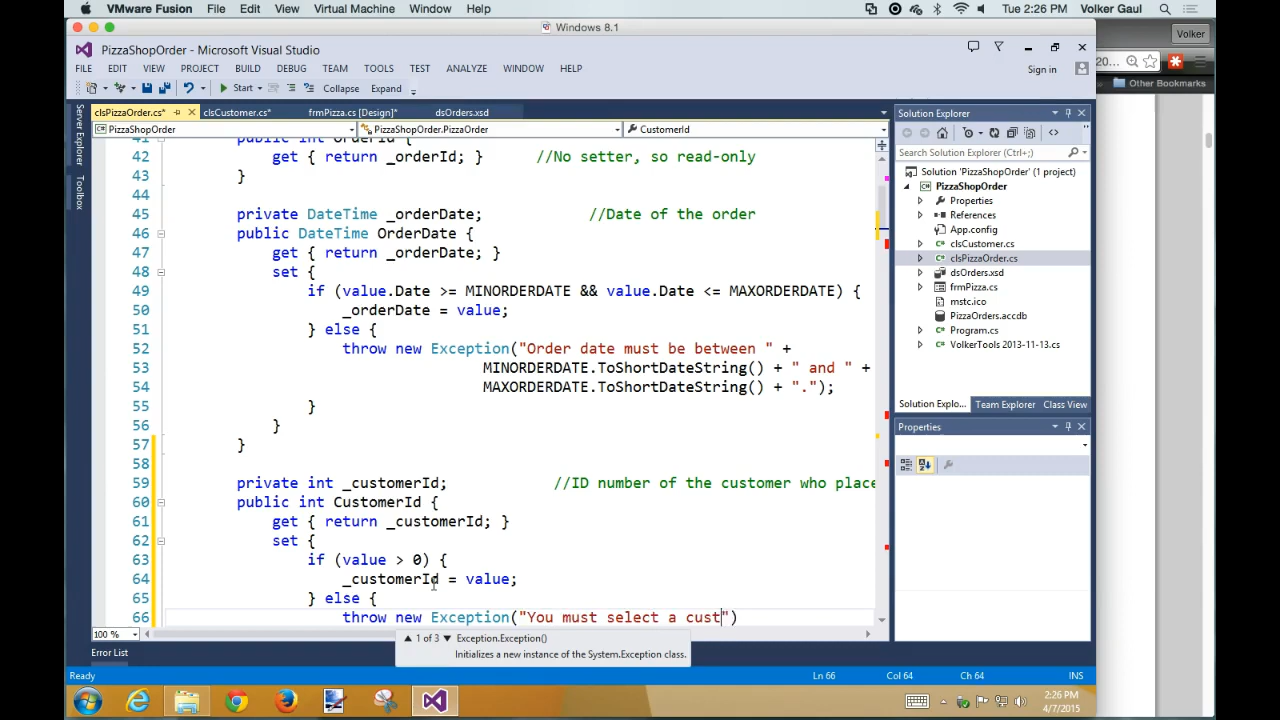 VMware Fusion File Edit View Virtual Machine Window Help Tue 2:26 PM Volker Gaul
Windows 8.1
Volker
PizzaShopOrder - Microsoft Visual Studio
FILE EDIT VIEW PROJECT BUILD DEBUG TEAM TOOLS TEST ANALYZE WINDOW HELP
Sign in
20...
Other Bookmarks
Start Collapse Expand
clsPizzaOrder.cs* clsCustomer.cs* frmPizza.cs [Design]* dsOrders.xsd
PizzaShopOrder PizzaShopOrder.PizzaOrder CustomerId
Server Explorer
Toolbox
41 public int OrderId {
42 get { return _orderId; } //No setter, so read-only
43 }
44
45 private DateTime _orderDate; //Date of the order
46 public DateTime OrderDate {
47 get { return _orderDate; }
48 set {
49 if (value.Date >= MINORDERDATE && value.Date <= MAXORDERDATE) {
50 _orderDate = value;
51 } else {
52 throw new Exception("Order date must be between " +
53 MINORDERDATE.ToShortDateString() + " and " +
54 MAXORDERDATE.ToShortDateString() + ".");
55 }
56 }
57 }
58
59 private int _customerId; //ID number of the customer who place
60 public int CustomerId {
61 get { return _customerId; }
62 set {
63 if (value > 0) {
64 _customerId = value;
65 } else {
66 throw new Exception("You must select a cust")
100 %
1 of 3 Exception.Exception()
Initializes a new instance of the System.Exception class.
Error List
Ready Ln 66 Col 64 Ch 64 INS
Solution Explorer
Search Solution Explorer (Ctrl+;)
Solution 'PizzaShopOrder' (1 project)
PizzaShopOrder
Properties
References
App.config
clsCustomer.cs
clsPizzaOrder.cs
dsOrders.xsd
frmPizza.cs
mstc.ico
PizzaOrders.accdb
Program.cs
VolkerTools 2013-11-13.cs
Solution Explo... Team Explorer Class View
Properties
2:26 PM
4/7/2015